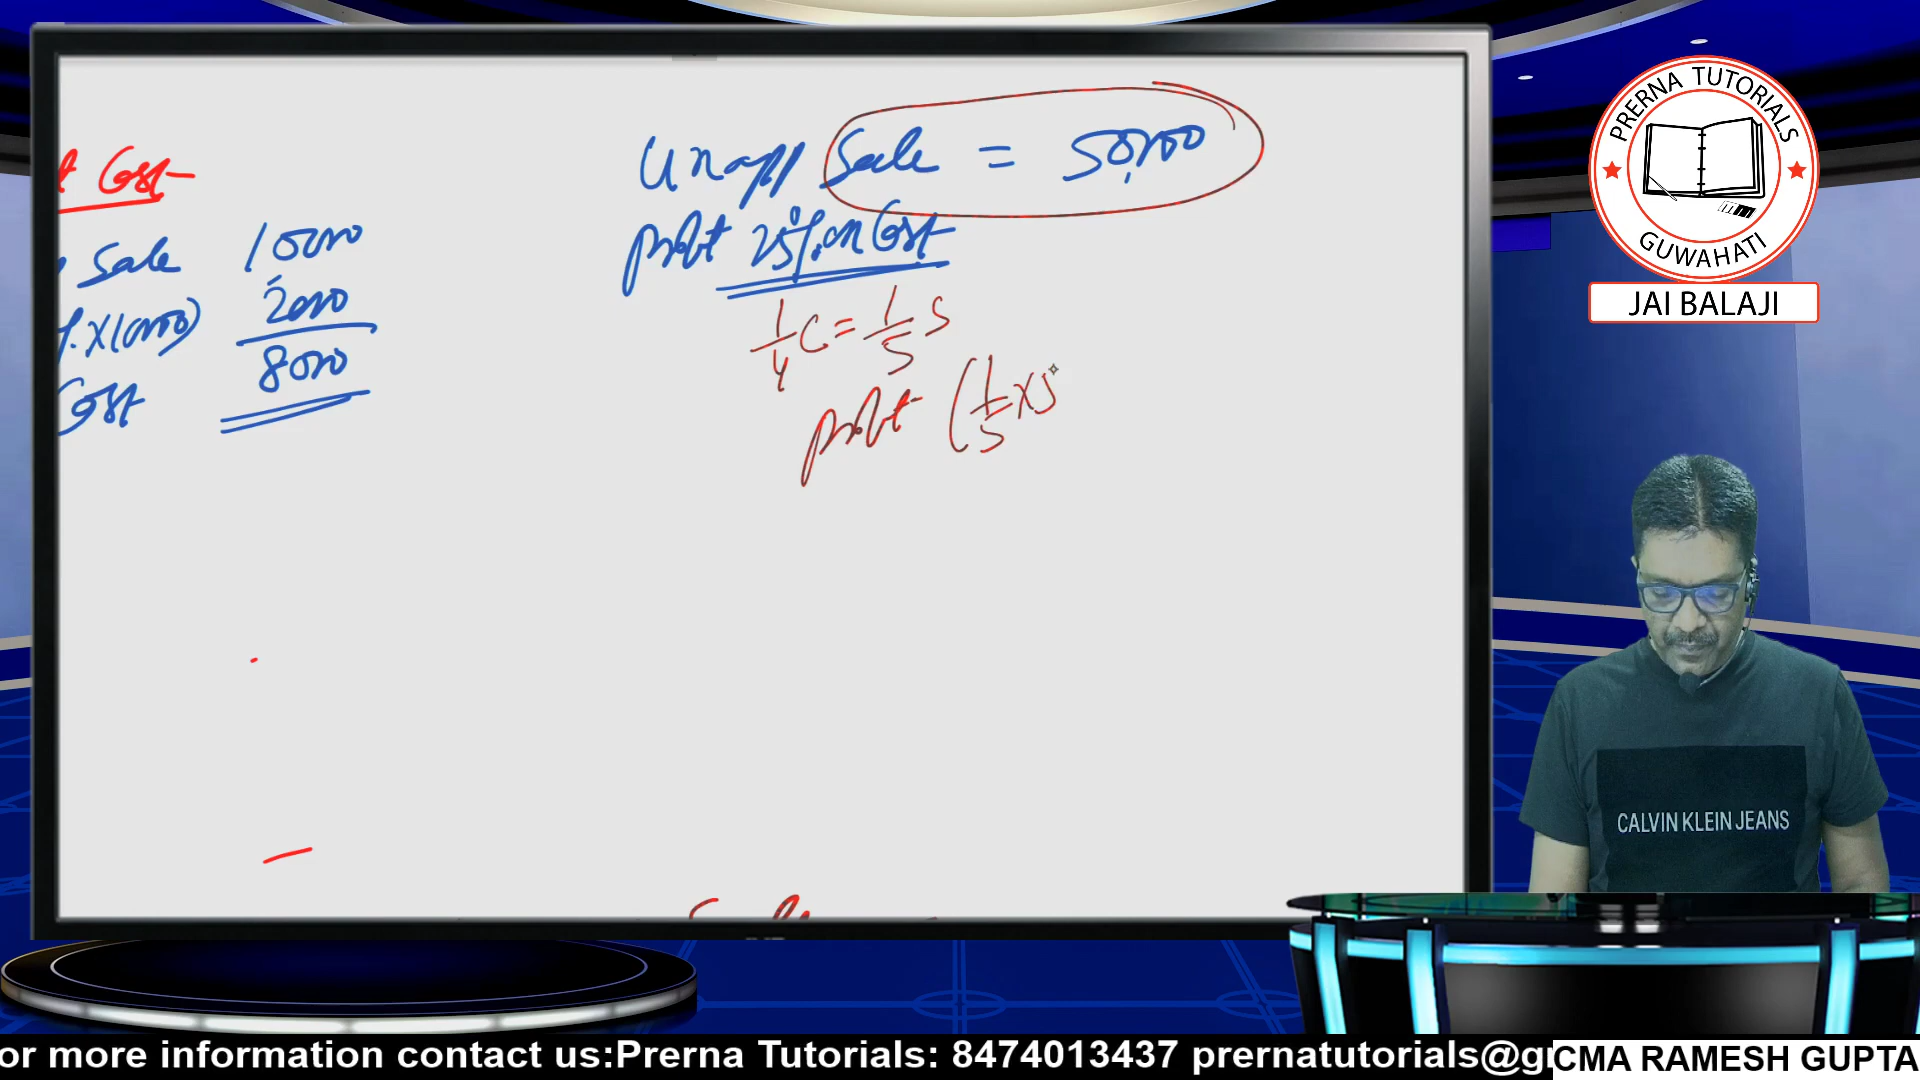 Cost
Sale 10000
2000
Cost 8000
Unapp Sale = 50,000
Profit 25% on Cost
1/4 C = 1/5 S
Profit (1/5 X 5
PRERNA TUTORIALS
GUWAHATI
JAI BALAJI
CALVIN KLEIN JEANS
or more information contact us:Prerna Tutorials: 8474013437 prernatutorials@g
CMA RAMESH GUPTA